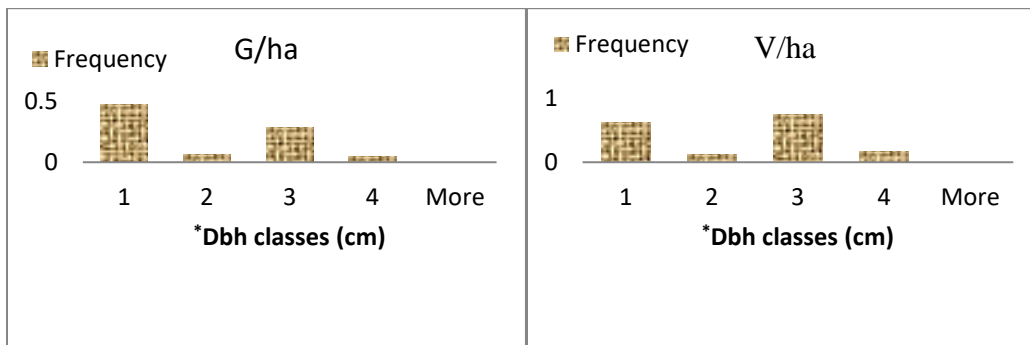 Frequency G/ha
0.5
0
1 2 3 4 More
*Dbh classes (cm)
Frequency V/ha
1
0
1 2 3 4 More
*Dbh classes (cm)